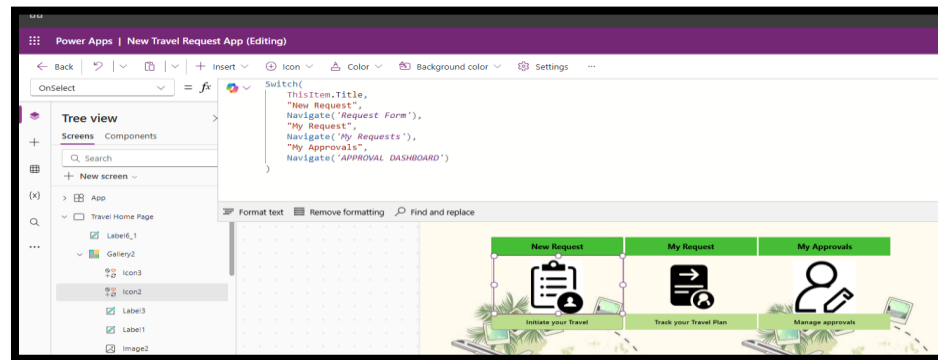 Power Apps | New Travel Request App (Editing)
Back Insert Icon Color Background color Settings ...
OnSelect = fx
Switch(
ThisItem.Title,
"New Request",
Navigate('Request Form'),
"My Request",
Navigate('My Requests'),
"My Approvals",
Navigate('APPROVAL DASHBOARD')
)
Tree view
Screens Components
Search
New screen
App
Travel Home Page
Label6_1
Gallery2
Icon3
Icon2
Label3
Label1
Image2
Format text Remove formatting Find and replace
New Request My Request My Approvals
Initiate your Travel Track your Travel Plan Manage approvals